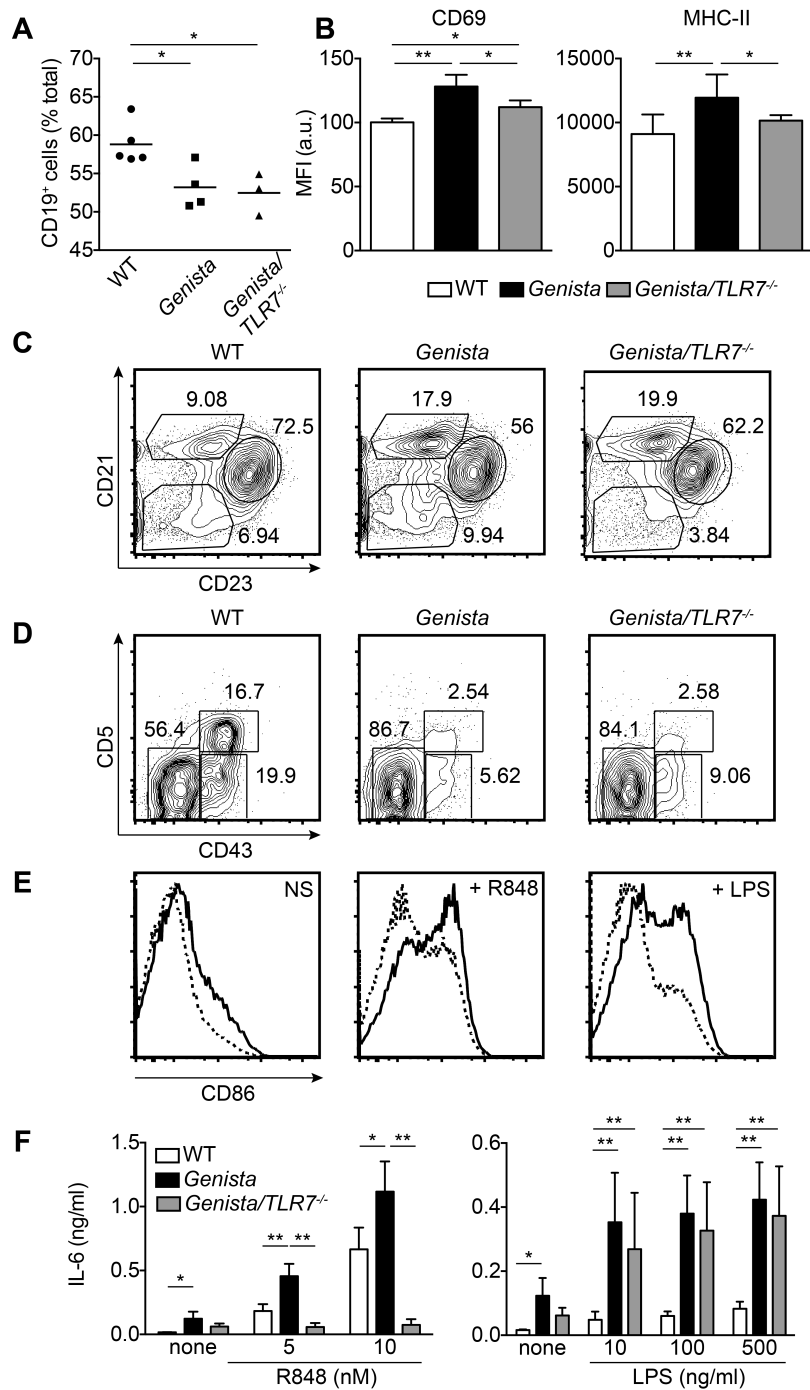 A
CD19⁺ cells (% total)
70
65
60
55
50
45
*
*
WT
Genista
Genista/
TLR7⁻/⁻
B
CD69
MHC-II
MFI (a.u.)
150
100
50
0
*
** *
15000
10000
5000
0
** *
WT Genista Genista/TLR7⁻/⁻
C
WT Genista Genista/TLR7⁻/⁻
CD21
9.08 17.9 19.9
72.5 56 62.2
6.94 9.94 3.84
CD23
D
WT Genista Genista/TLR7⁻/⁻
CD5
16.7 2.54 2.58
56.4 86.7 84.1
19.9 5.62 9.06
CD43
E
NS + R848 + LPS
CD86
F
IL-6 (ng/ml)
1.5
1.0
0.5
0.0
WT
Genista
Genista/TLR7⁻/⁻
* **
** **
*
none 5 10
R848 (nM)
0.6
0.4
0.2
0.0
** ** **
** ** **
*
none 10 100 500
LPS (ng/ml)